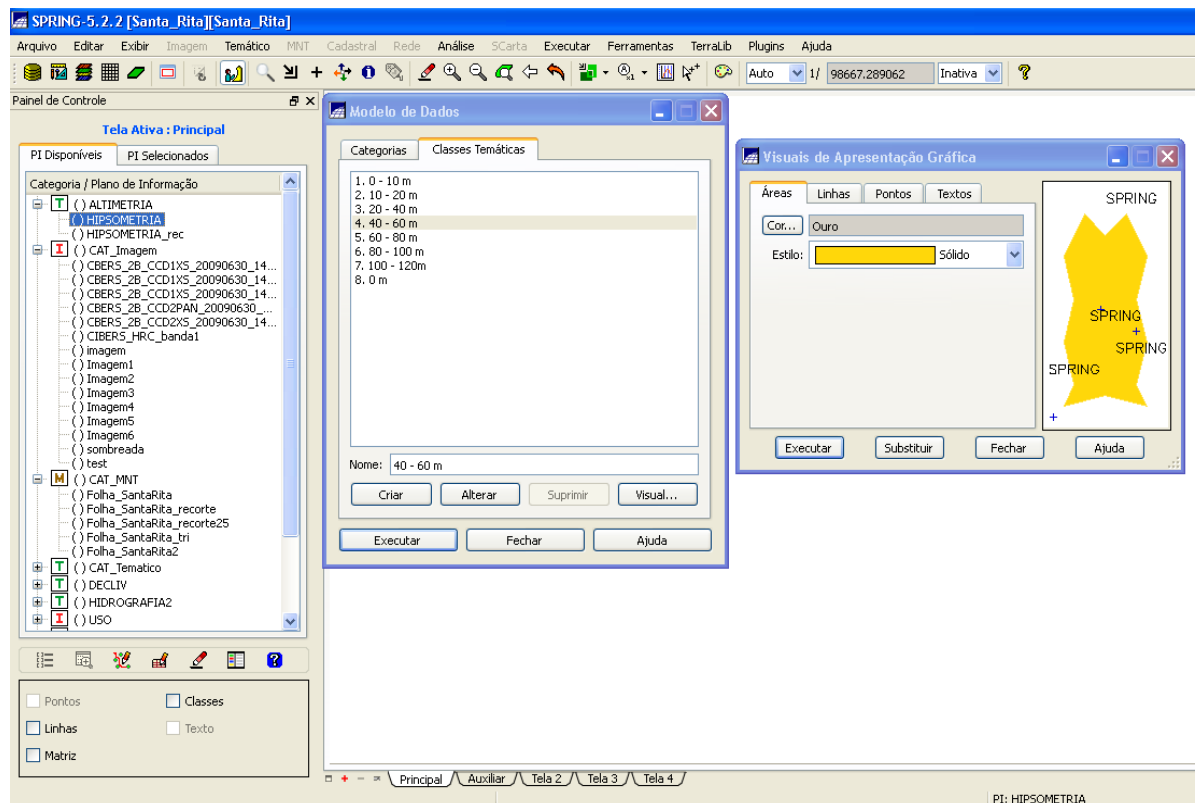 SPRING-5.2.2 [Santa_Rita][Santa_Rita]
Arquivo Editar Exibir Imagem Temático MNT Cadastral Rede Análise SCarta Executar Ferramentas TerraLib Plugins Ajuda
Auto 1/ 98667.289062 Inativa
Painel de Controle
Tela Ativa : Principal
PI Disponíveis PI Selecionados
Categoria / Plano de Informação
T ( ) ALTIMETRIA
( ) HIPSOMETRIA
( ) HIPSOMETRIA_rec
I ( ) CAT_Imagem
( ) CBERS_2B_CCD1XS_20090630_14...
( ) CBERS_2B_CCD1XS_20090630_14...
( ) CBERS_2B_CCD1XS_20090630_14...
( ) CBERS_2B_CCD2PAN_20090630_...
( ) CBERS_2B_CCD2XS_20090630_14...
( ) CIBERS_HRC_banda1
( ) imagem
( ) Imagem1
( ) Imagem2
( ) Imagem3
( ) Imagem4
( ) Imagem5
( ) Imagem6
( ) sombreada
( ) test
M ( ) CAT_MNT
( ) Folha_SantaRita
( ) Folha_SantaRita_recorte
( ) Folha_SantaRita_recorte25
( ) Folha_SantaRita_tri
( ) Folha_SantaRita2
T ( ) CAT_Tematico
T ( ) DECLIV
T ( ) HIDROGRAFIA2
I ( ) USO
Pontos Classes
Linhas Texto
Matriz
Modelo de Dados
Categorias Classes Temáticas
1. 0 - 10 m
2. 10 - 20 m
3. 20 - 40 m
4. 40 - 60 m
5. 60 - 80 m
6. 80 - 100 m
7. 100 - 120m
8. 0 m
Nome: 40 - 60 m
Criar Alterar Suprimir Visual...
Executar Fechar Ajuda
Visuais de Apresentação Gráfica
Áreas Linhas Pontos Textos
Cor... Ouro
Estilo: Sólido
SPRING
SPRING
SPRING
SPRING
Executar Substituir Fechar Ajuda
Principal Auxiliar Tela 2 Tela 3 Tela 4
PI: HIPSOMETRIA